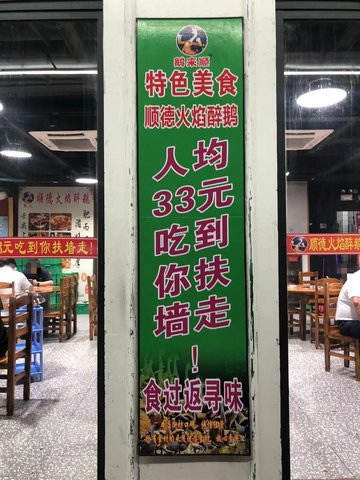 鹅来顺
特色美食
顺德火焰醉鹅
人均
33元
吃到
你扶
墙走
！
食过返寻味
顺德火焰醉鹅
3元吃到你扶墙走！
顺德火焰醉鹅